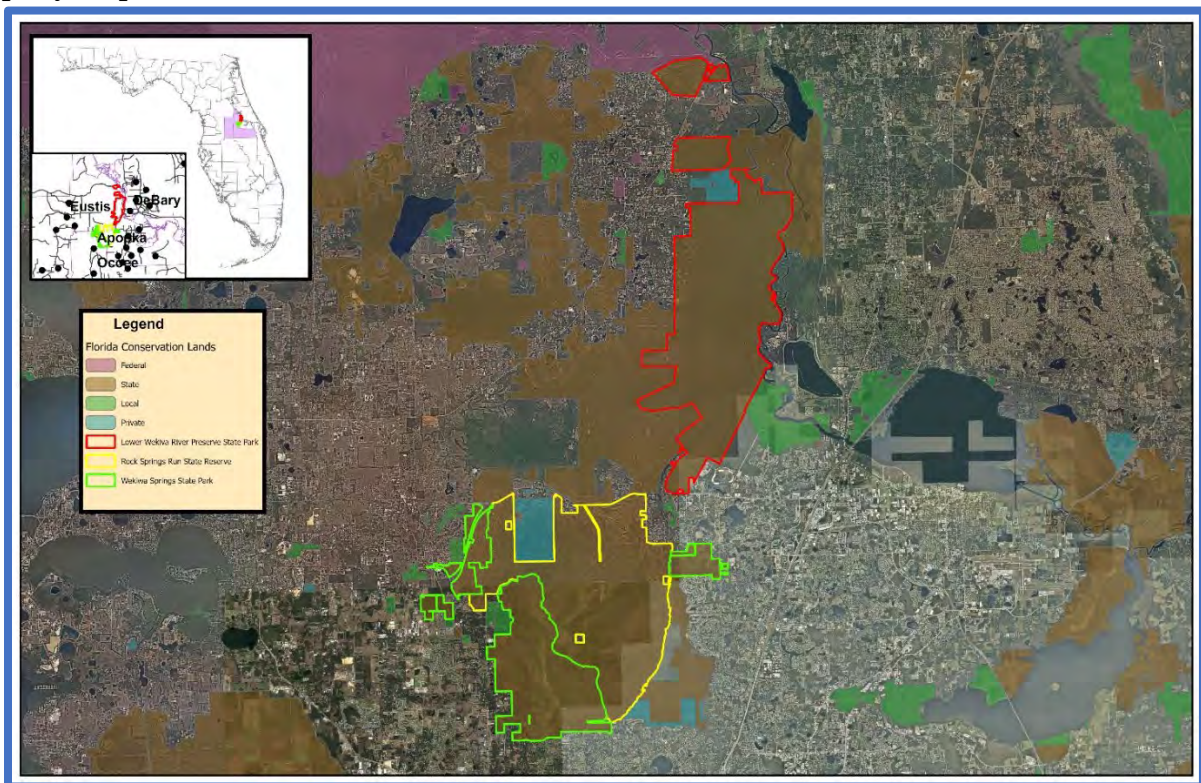 Eustis
DeBary
Apopka
Ocoee
Legend
Florida Conservation Lands
Federal
State
Local
Private
Lower Wekiva River Preserve State Park
Rock Springs Run State Reserve
Wekiwa Springs State Park